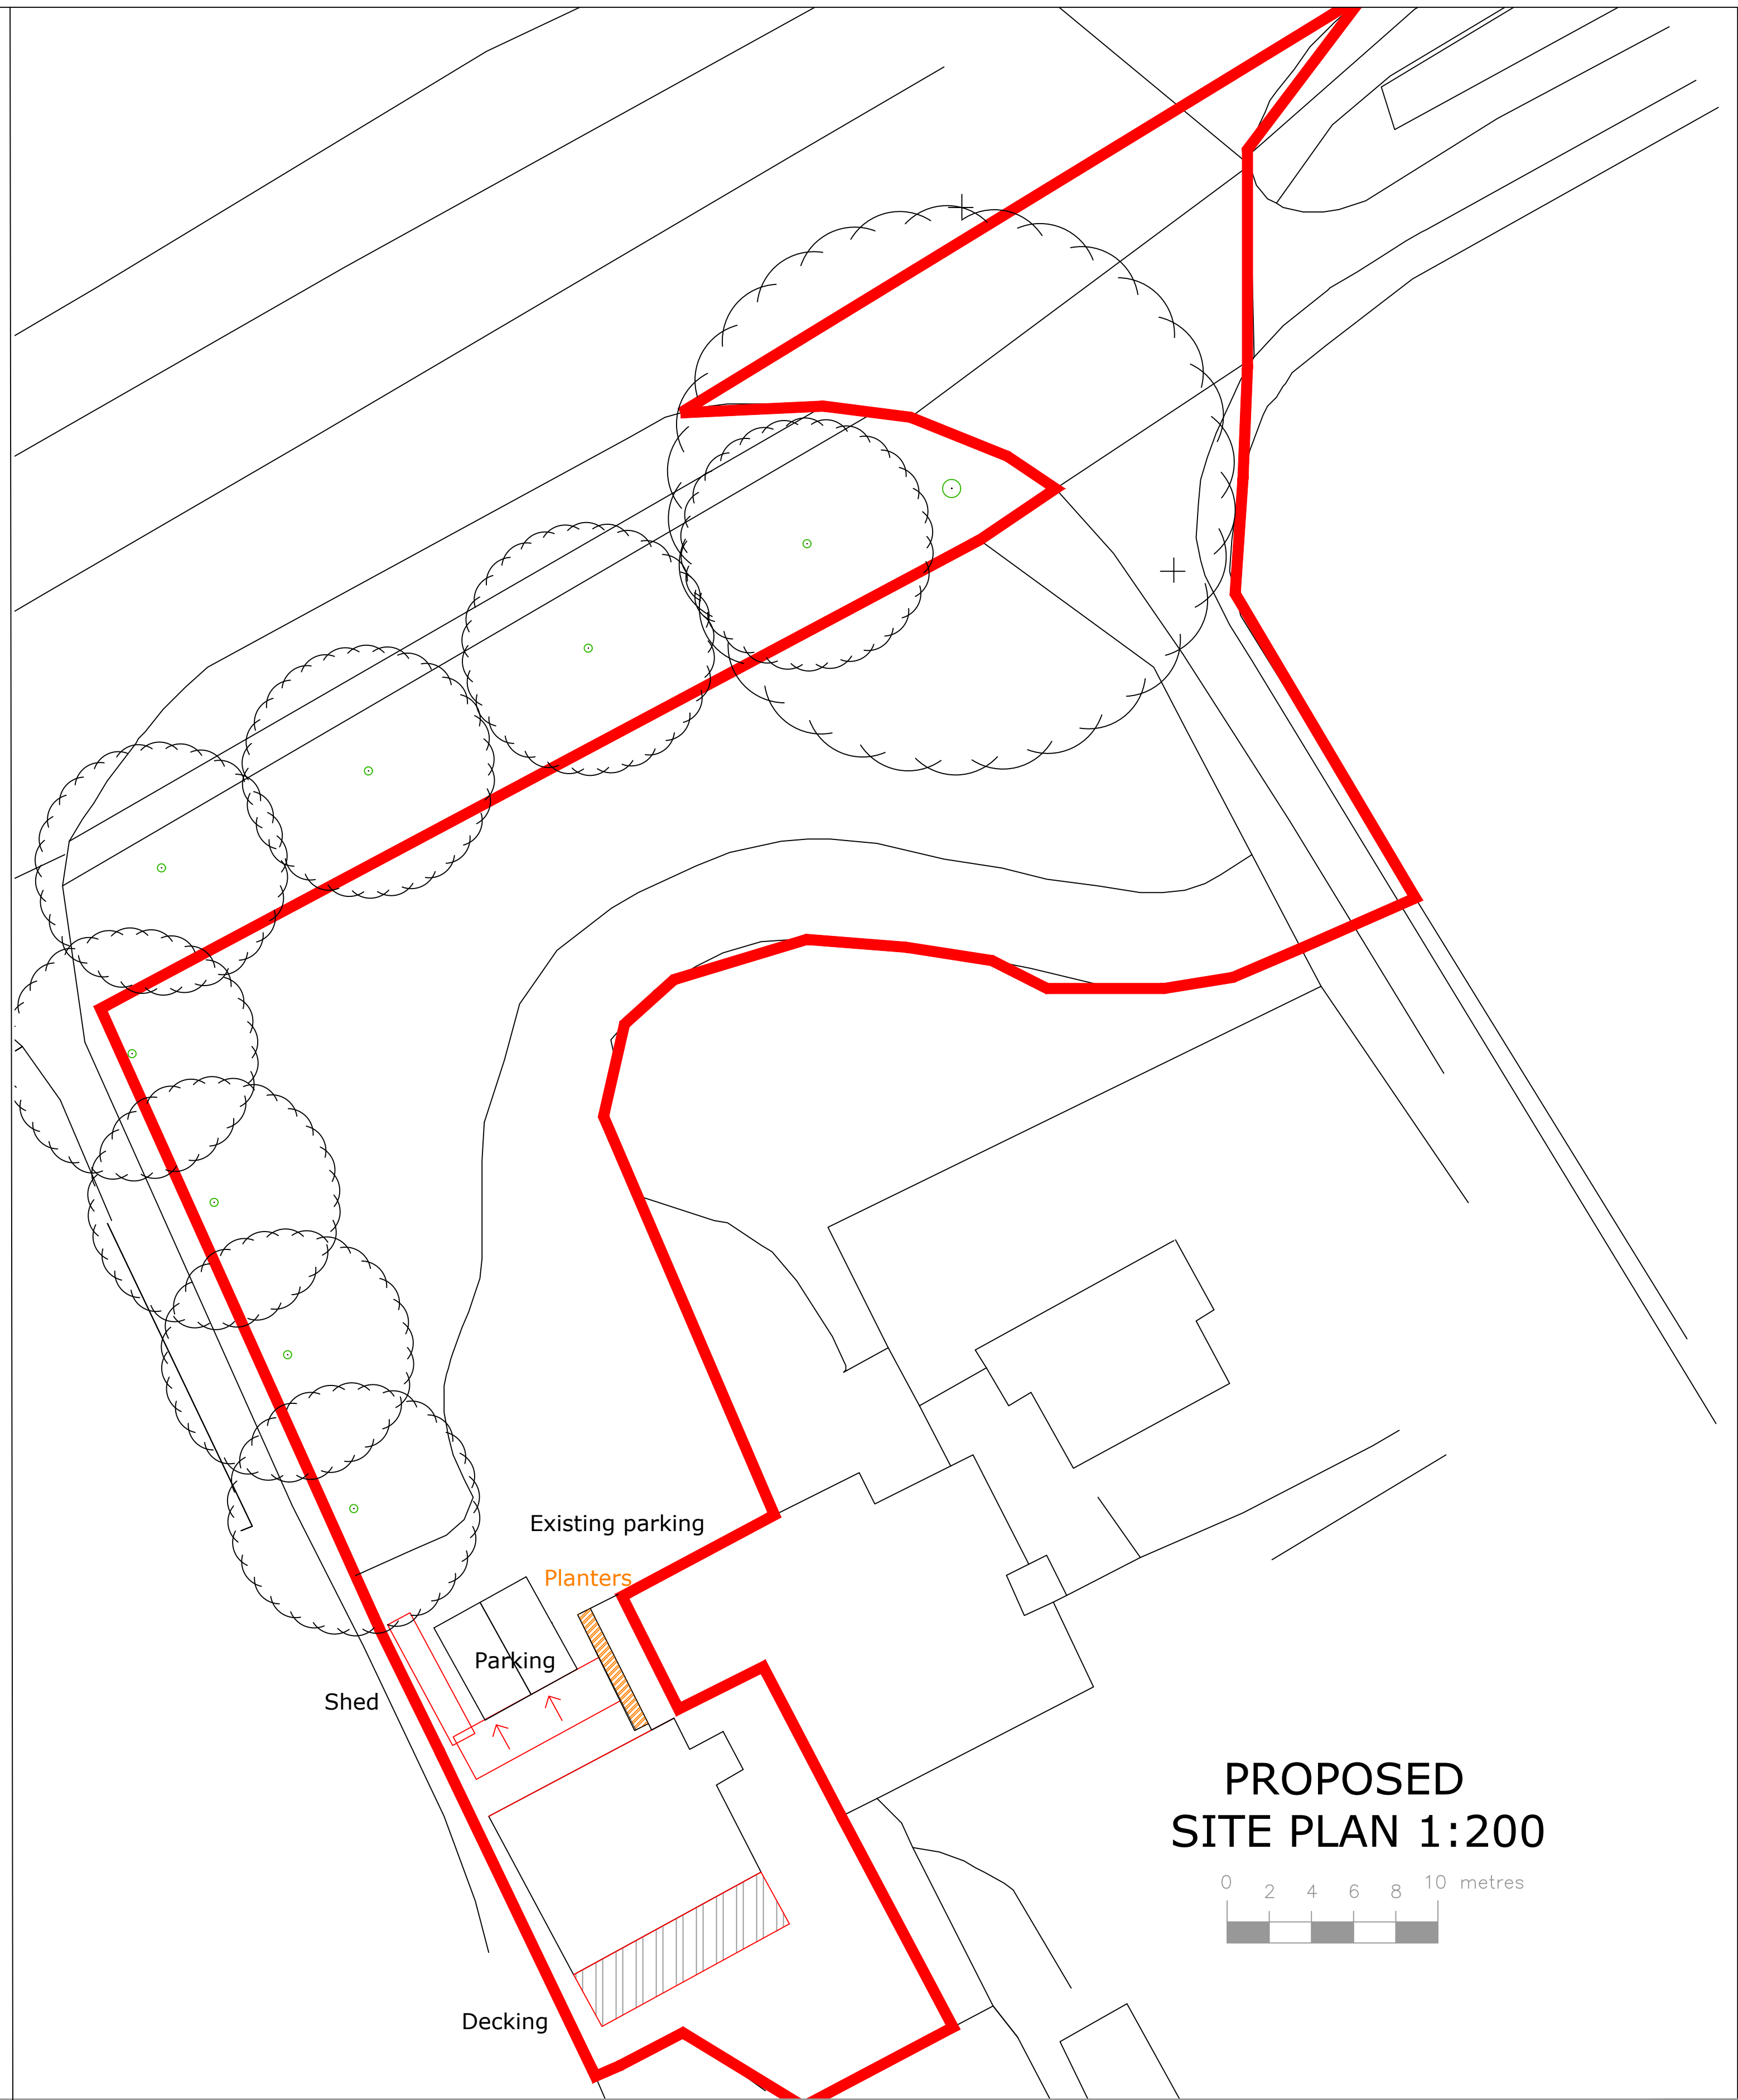 Existing parking
Planters
Parking
Shed
PROPOSED
SITE PLAN 1:200
0 2 4 6 8 10 metres
Decking